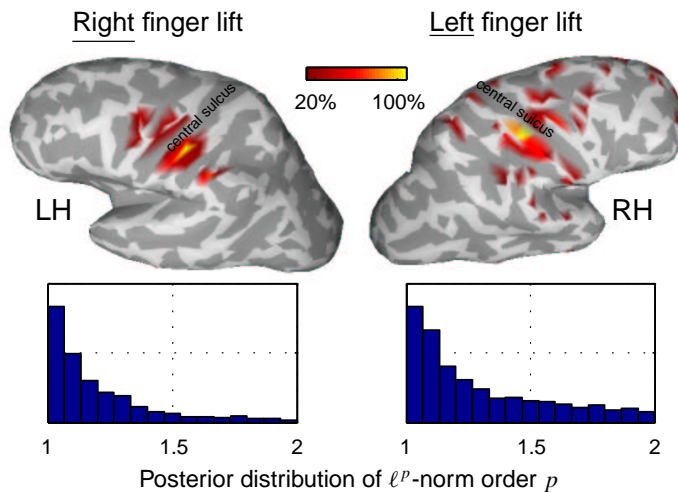 Right finger lift
Left finger lift
central sulcus
central sulcus
20% 100%
LH
RH
1 1.5 2
1 1.5 2
Posterior distribution of ℓᵖ-norm order p